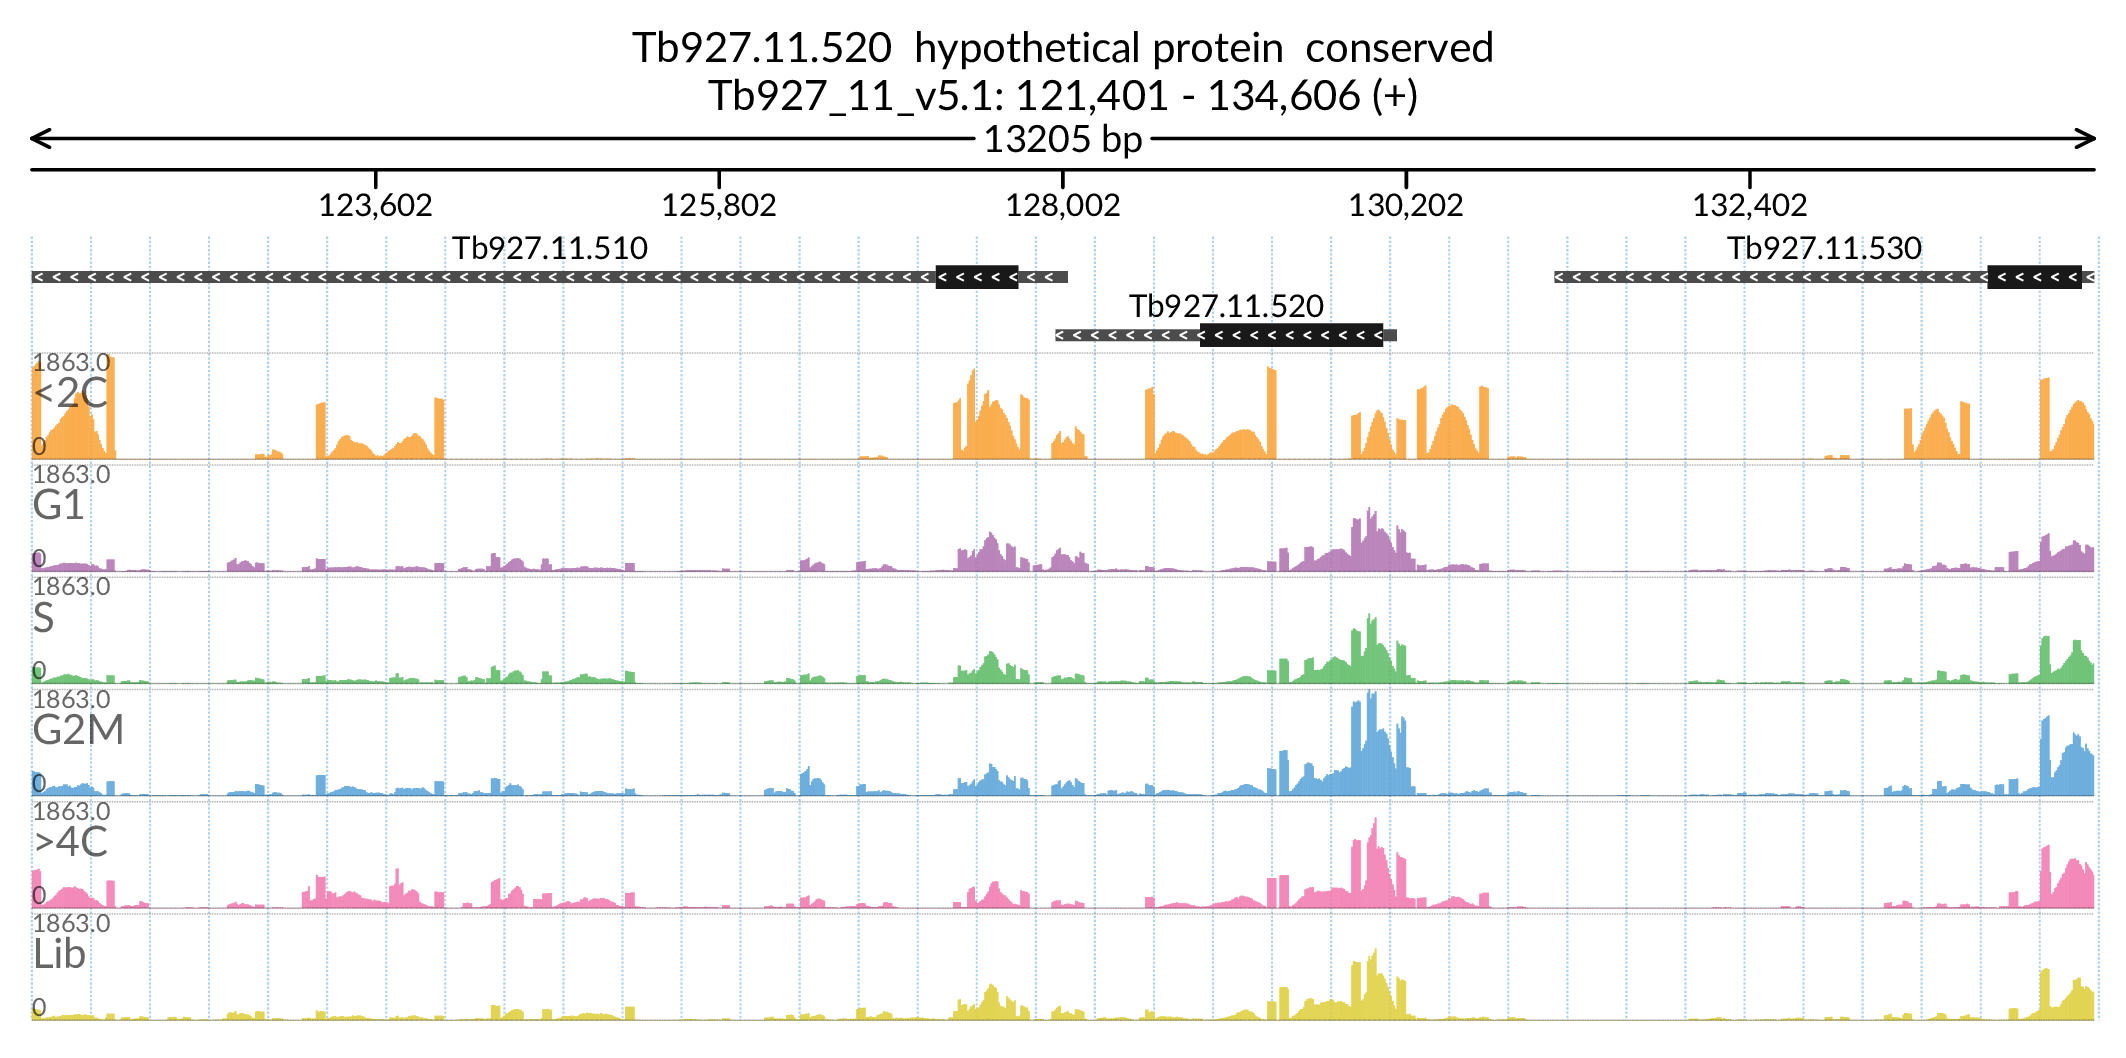 Tb927.11.520  hypothetical protein  conserved
Tb927_11_v5.1: 121,401 - 134,606 (+)
13205 bp
123,602 125,802 128,002 130,202 132,402
Tb927.11.510 Tb927.11.530
Tb927.11.520
1863.0
<2C
0
1863.0
G1
0
1863.0
S
0
1863.0
G2M
0
1863.0
>4C
0
1863.0
Lib
0